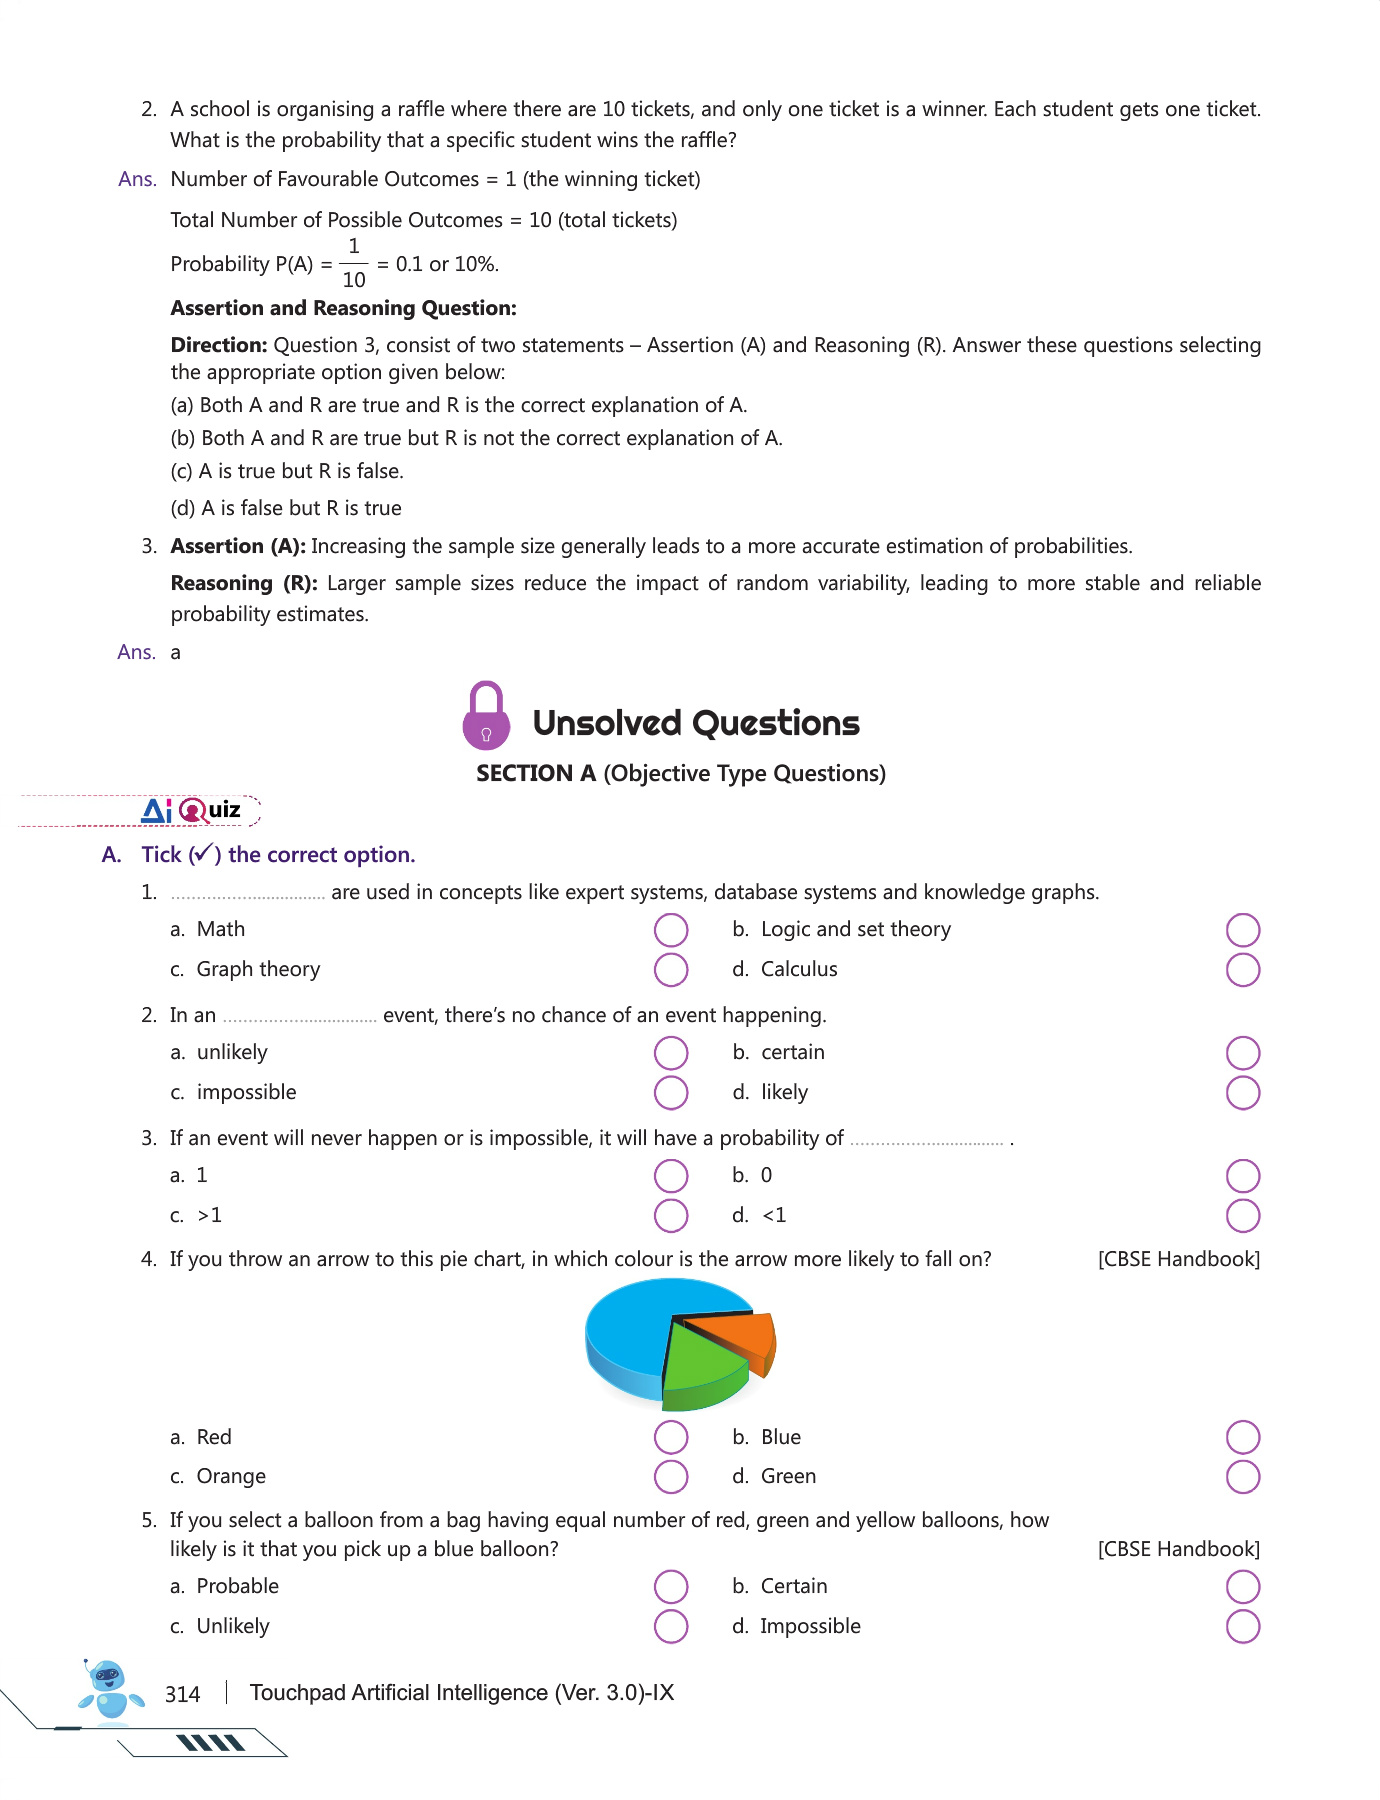 2. A school is organising a raffle where there are 10 tickets, and only one ticket is a winner. Each student gets one ticket.
What is the probability that a specific student wins the raffle?
Ans. Number of Favourable Outcomes = 1 (the winning ticket)
Total Number of Possible Outcomes = 10 (total tickets)
Probability P(A) = 1/10 = 0.1 or 10%.
Assertion and Reasoning Question:
Direction: Question 3, consist of two statements – Assertion (A) and Reasoning (R). Answer these questions selecting
the appropriate option given below:
(a) Both A and R are true and R is the correct explanation of A.
(b) Both A and R are true but R is not the correct explanation of A.
(c) A is true but R is false.
(d) A is false but R is true
3. Assertion (A): Increasing the sample size generally leads to a more accurate estimation of probabilities.
Reasoning (R): Larger sample sizes reduce the impact of random variability, leading to more stable and reliable
probability estimates.
Ans. a
Unsolved Questions
SECTION A (Objective Type Questions)
Ai Quiz
A. Tick (✓) the correct option.
1. .............................. are used in concepts like expert systems, database systems and knowledge graphs.
a. Math b. Logic and set theory
c. Graph theory d. Calculus
2. In an .............................. event, there’s no chance of an event happening.
a. unlikely b. certain
c. impossible d. likely
3. If an event will never happen or is impossible, it will have a probability of .............................. .
a. 1 b. 0
c. >1 d. <1
4. If you throw an arrow to this pie chart, in which colour is the arrow more likely to fall on? [CBSE Handbook]
a. Red b. Blue
c. Orange d. Green
5. If you select a balloon from a bag having equal number of red, green and yellow balloons, how
likely is it that you pick up a blue balloon? [CBSE Handbook]
a. Probable b. Certain
c. Unlikely d. Impossible
314 | Touchpad Artificial Intelligence (Ver. 3.0)-IX